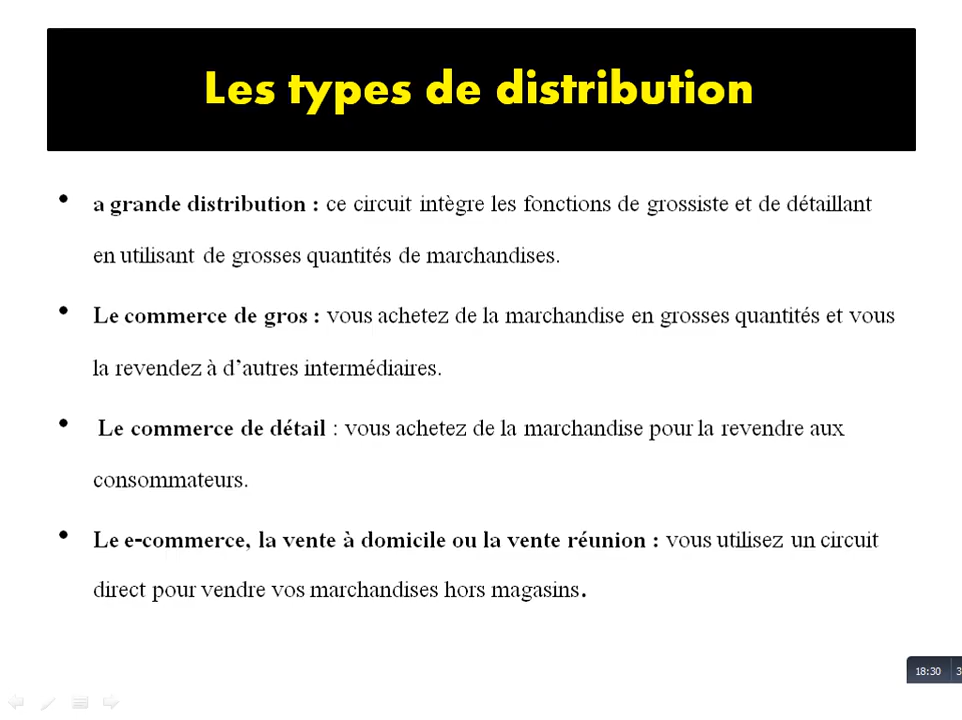 Les types de distribution
• a grande distribution : ce circuit intègre les fonctions de grossiste et de détaillant
en utilisant de grosses quantités de marchandises.
• Le commerce de gros : vous achetez de la marchandise en grosses quantités et vous
la revendez à d’autres intermédiaires.
• Le commerce de détail : vous achetez de la marchandise pour la revendre aux
consommateurs.
• Le e-commerce, la vente à domicile ou la vente réunion : vous utilisez un circuit
direct pour vendre vos marchandises hors magasins.
18:30